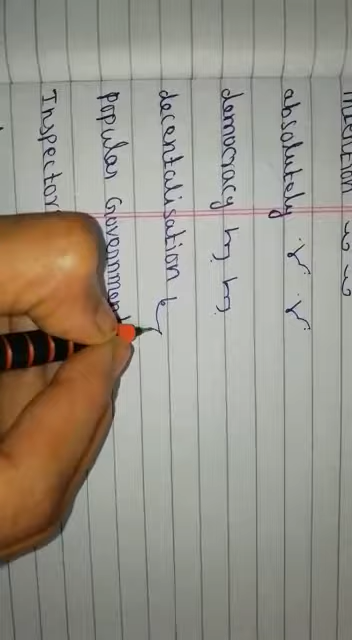 absolutely
democracy
decentalisation
Popular Government
Inspector